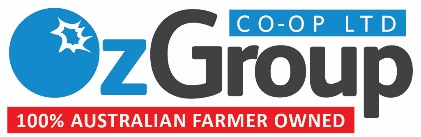 CO-OP LTD
OzGroup
100% AUSTRALIAN FARMER OWNED